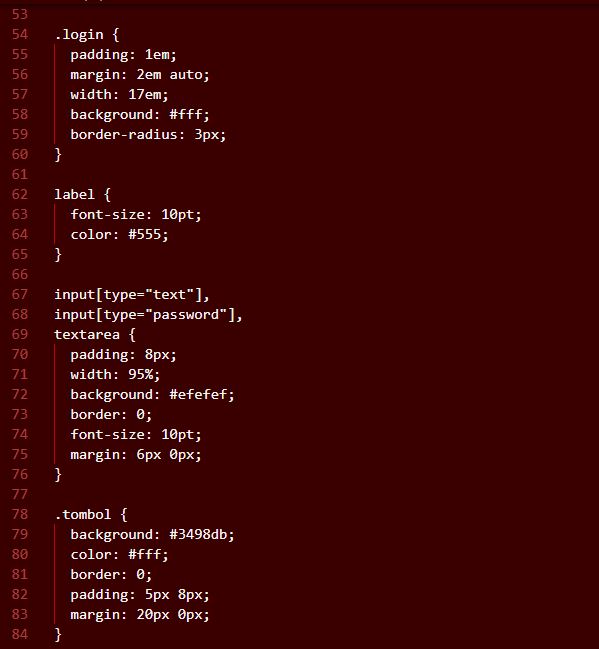 53
54 .login {
55 padding: 1em;
56 margin: 2em auto;
57 width: 17em;
58 background: #fff;
59 border-radius: 3px;
60 }
61
62 label {
63 font-size: 10pt;
64 color: #555;
65 }
66
67 input[type="text"],
68 input[type="password"],
69 textarea {
70 padding: 8px;
71 width: 95%;
72 background: #efefef;
73 border: 0;
74 font-size: 10pt;
75 margin: 6px 0px;
76 }
77
78 .tombol {
79 background: #3498db;
80 color: #fff;
81 border: 0;
82 padding: 5px 8px;
83 margin: 20px 0px;
84 }